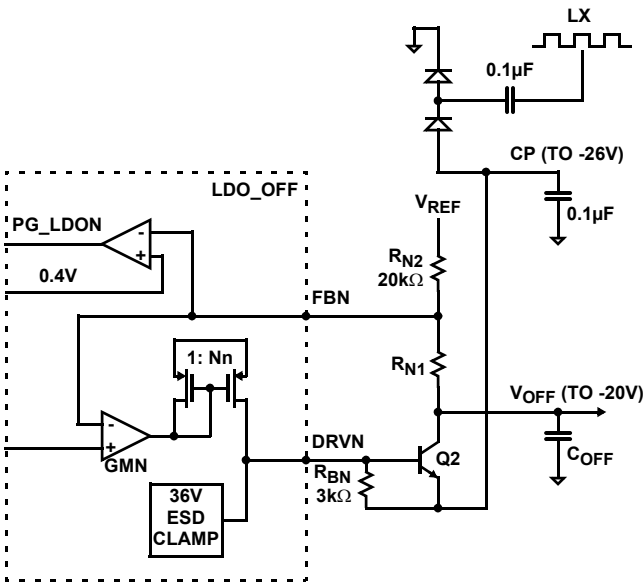 LX
0.1µF
CP (TO -26V)
LDO_OFF
0.1µF
VREF
PG_LDON
-
+
RN2
20kΩ
0.4V
FBN
1: Nn
RN1
VOFF (TO -20V)
-
+
GMN
DRVN
Q2
COFF
RBN
3kΩ
36V
ESD
CLAMP